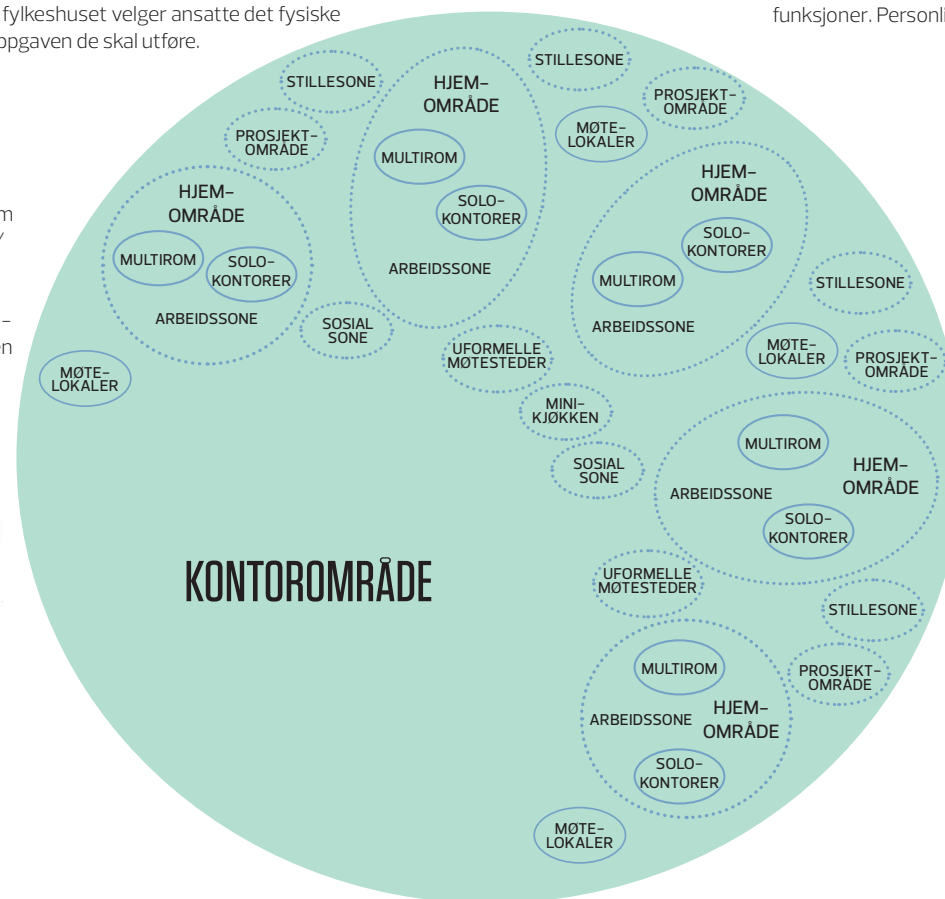 fylkeshuset velger ansatte det fysiske
ppgaven de skal utføre.
funksjoner. Personli
STILLESONE
PROSJEKT-
OMRÅDE
HJEM-
OMRÅDE
MULTIROM
SOLO-
KONTORER
ARBEIDSSONE
STILLESONE
MØTE-
LOKALER
PROSJEKT-
OMRÅDE
HJEM-
OMRÅDE
MULTIROM
SOLO-
KONTORER
ARBEIDSSONE
HJEM-
OMRÅDE
SOLO-
KONTORER
MULTIROM
ARBEIDSSONE
m
-
en
MØTE-
LOKALER
SOSIAL
SONE
UFORMELLE
MØTESTEDER
MINI-
KJØKKEN
SOSIAL
SONE
STILLESONE
MØTE-
LOKALER
PROSJEKT-
OMRÅDE
MULTIROM
HJEM-
OMRÅDE
ARBEIDSSONE
SOLO-
KONTORER
KONTOROMRÅDE
UFORMELLE
MØTESTEDER
STILLESONE
PROSJEKT-
OMRÅDE
MULTIROM
ARBEIDSSONE
HJEM-
OMRÅDE
SOLO-
KONTORER
MØTE-
LOKALER